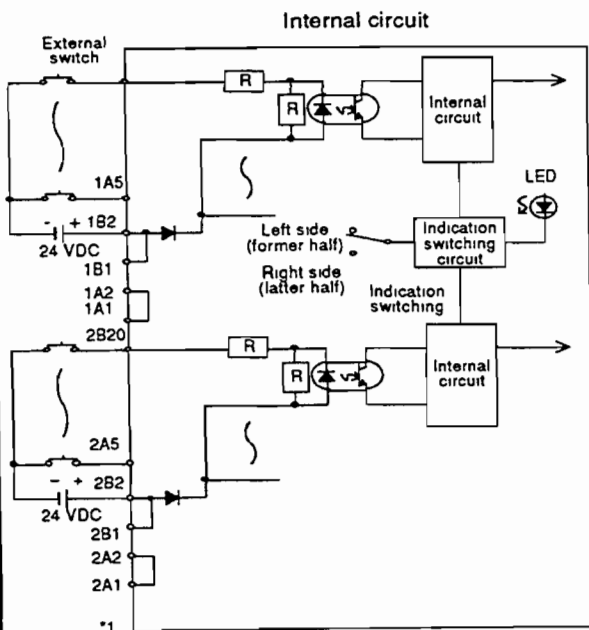 Internal circuit
External
switch
R
R
Internal
circuit
1A5
LED
- +
1B2
24 VDC
Left side
(former half)
Indication
switching
circuit
1B1
Right side
(latter half)
1A2
1A1
Indication
switching
2B20
R
R
Internal
circuit
2A5
- +
2B2
24 VDC
2B1
2A2
2A1
*1